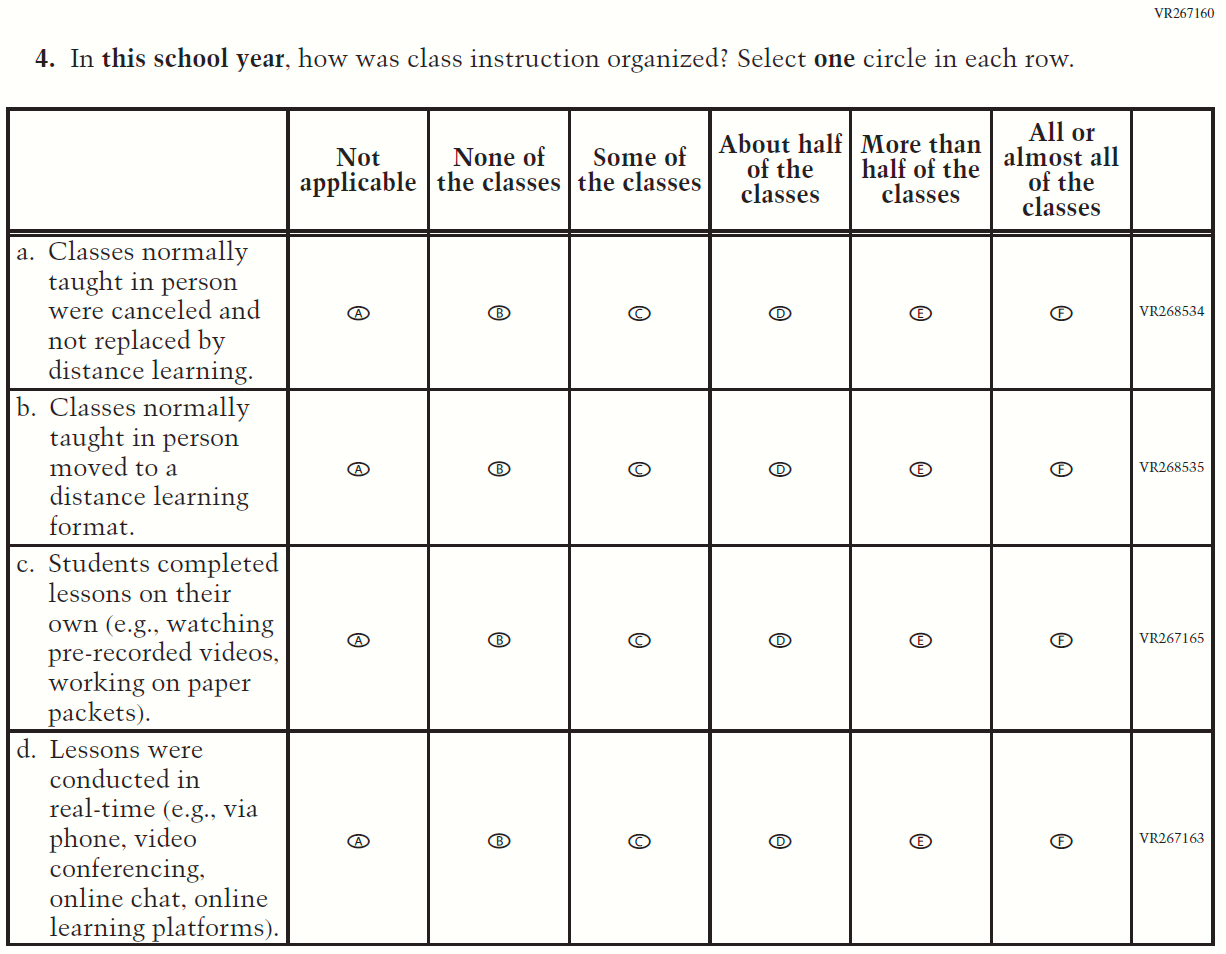 VR267160
4. In this school year, how was class instruction organized? Select one circle in each row.
Not applicable
None of the classes
Some of the classes
About half of the classes
More than half of the classes
All or almost all of the classes
a. Classes normally
taught in person
were canceled and
not replaced by
distance learning.
A B C D E F VR268534
b. Classes normally
taught in person
moved to a
distance learning
format.
A B C D E F VR268535
c. Students completed
lessons on their
own (e.g., watching
pre-recorded videos,
working on paper
packets).
A B C D E F VR267165
d. Lessons were
conducted in
real-time (e.g., via
phone, video
conferencing,
online chat, online
learning platforms).
A B C D E F VR267163